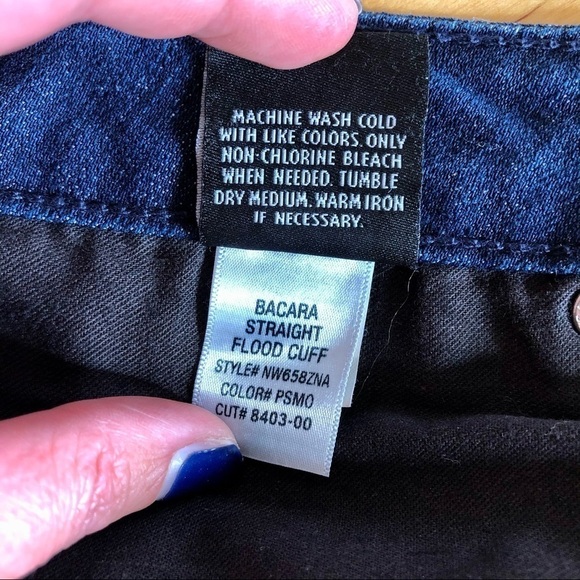 MACHINE WASH COLD
WITH LIKE COLORS. ONLY
NON-CHLORINE BLEACH
WHEN NEEDED. TUMBLE
DRY MEDIUM. WARM IRON
IF NECESSARY.
BACARA
STRAIGHT
FLOOD CUFF
STYLE# NW658ZNA
COLOR# PSMO
CUT# 8403-00